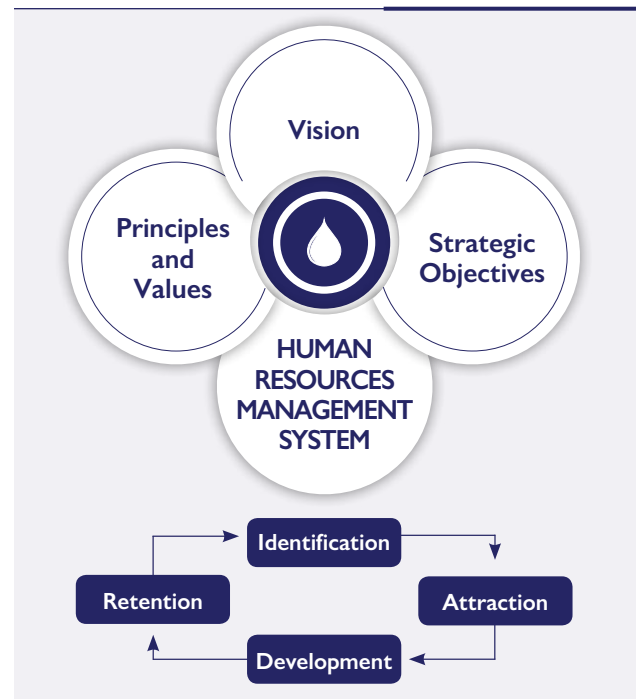 Vision
Principles
and
Values
Strategic
Objectives
HUMAN
RESOURCES
MANAGEMENT
SYSTEM
Identification
Retention
Attraction
Development